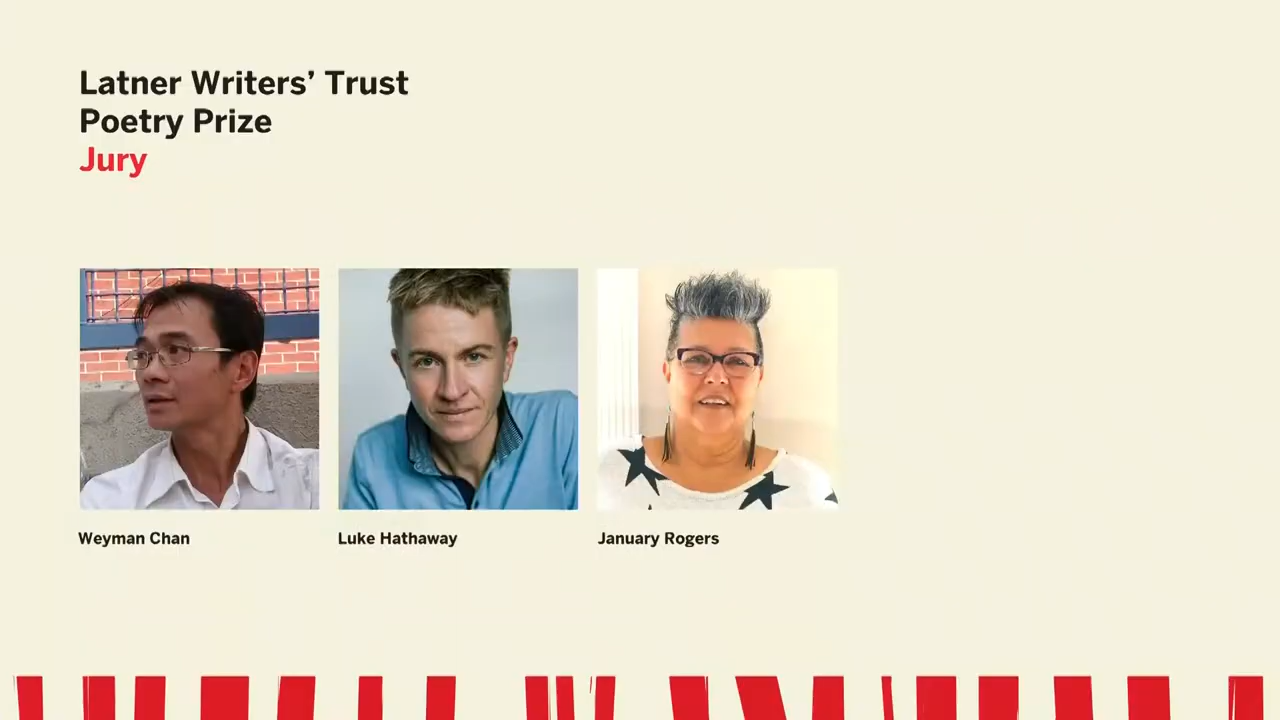 Latner Writers’ Trust
Poetry Prize
Jury
Weyman Chan
Luke Hathaway
January Rogers